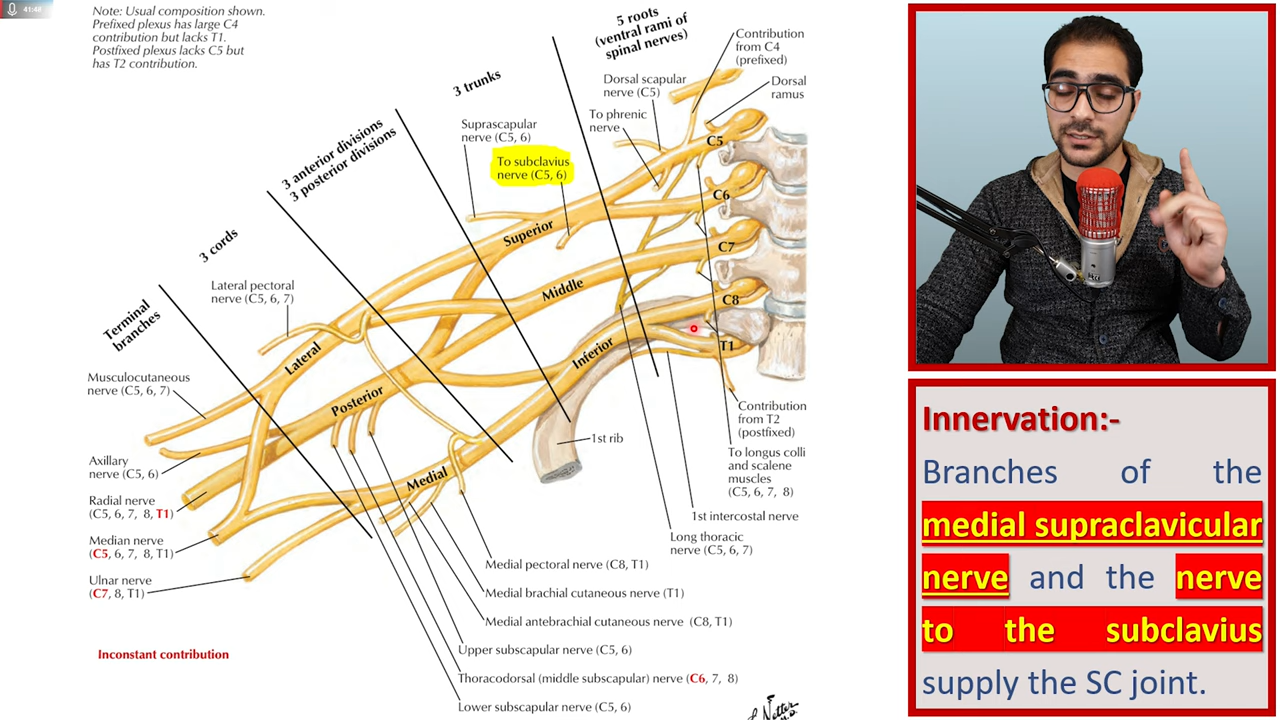 41:48
Note: Usual composition shown.
Prefixed plexus has large C4
contribution but lacks T1.
Postfixed plexus lacks C5 but
has T2 contribution.
5 roots
(ventral rami of
spinal nerves)
Contribution
from C4
(prefixed)
Dorsal
ramus
Dorsal scapular
nerve (C5)
To phrenic
nerve
3 trunks
Suprascapular
nerve (C5, 6)
To subclavius
nerve (C5, 6)
3 anterior divisions
3 posterior divisions
3 cords
Lateral pectoral
nerve (C5, 6, 7)
Terminal
branches
C5
C6
C7
C8
T1
Superior
Middle
Inferior
Lateral
Posterior
Medial
Musculocutaneous
nerve (C5, 6, 7)
Axillary
nerve (C5, 6)
Radial nerve
(C5, 6, 7, 8, T1)
Median nerve
(C5, 6, 7, 8, T1)
Ulnar nerve
(C7, 8, T1)
1st rib
Contribution
from T2
(postfixed)
To longus colli
and scalene
muscles
(C5, 6, 7, 8)
1st intercostal nerve
Long thoracic
nerve (C5, 6, 7)
Medial pectoral nerve (C8, T1)
Medial brachial cutaneous nerve (T1)
Medial antebrachial cutaneous nerve (C8, T1)
Upper subscapular nerve (C5, 6)
Thoracodorsal (middle subscapular) nerve (C6, 7, 8)
Lower subscapular nerve (C5, 6)
Inconstant contribution
Innervation:-
Branches of the
medial supraclavicular
nerve and the nerve
to the subclavius
supply the SC joint.